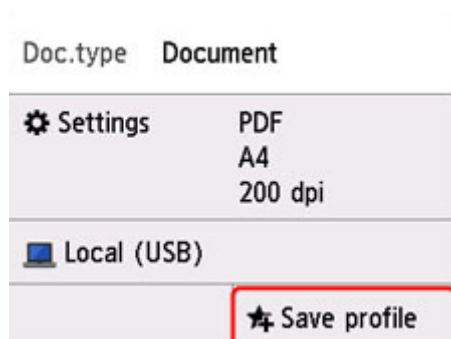 Doc.type Document
Settings PDF
A4
200 dpi
Local (USB)
Save profile